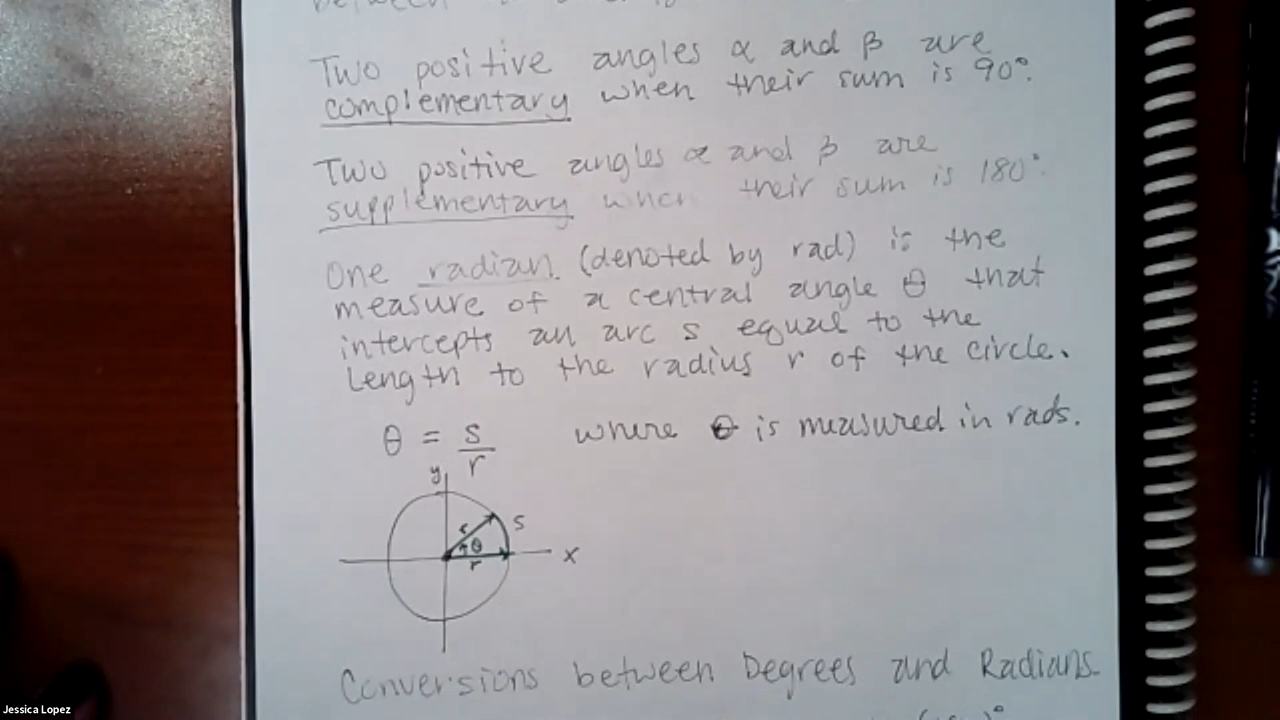 between
Two positive angles α and β are
complementary when their sum is 90°.
Two positive angles α and β are
supplementary when their sum is 180°.
One radian (denoted by rad) is the
measure of a central angle θ that
intercepts an arc s equal to the
length to the radius r of the circle.
θ = s/r where θ is measured in rads.
y
r s
θ
r x
Conversions between Degrees and Radians.
Jessica Lopez